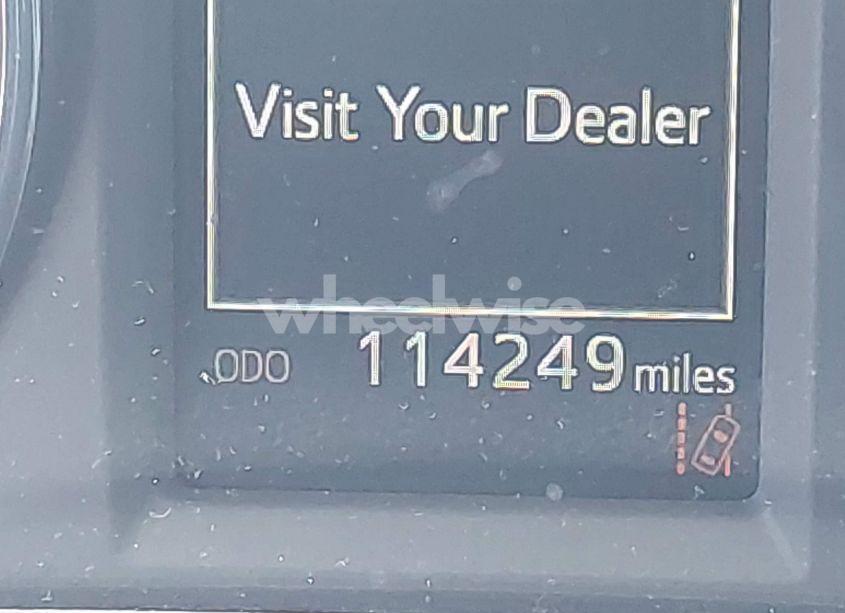 Visit Your Dealer
wheelwise
ODO 114249 miles